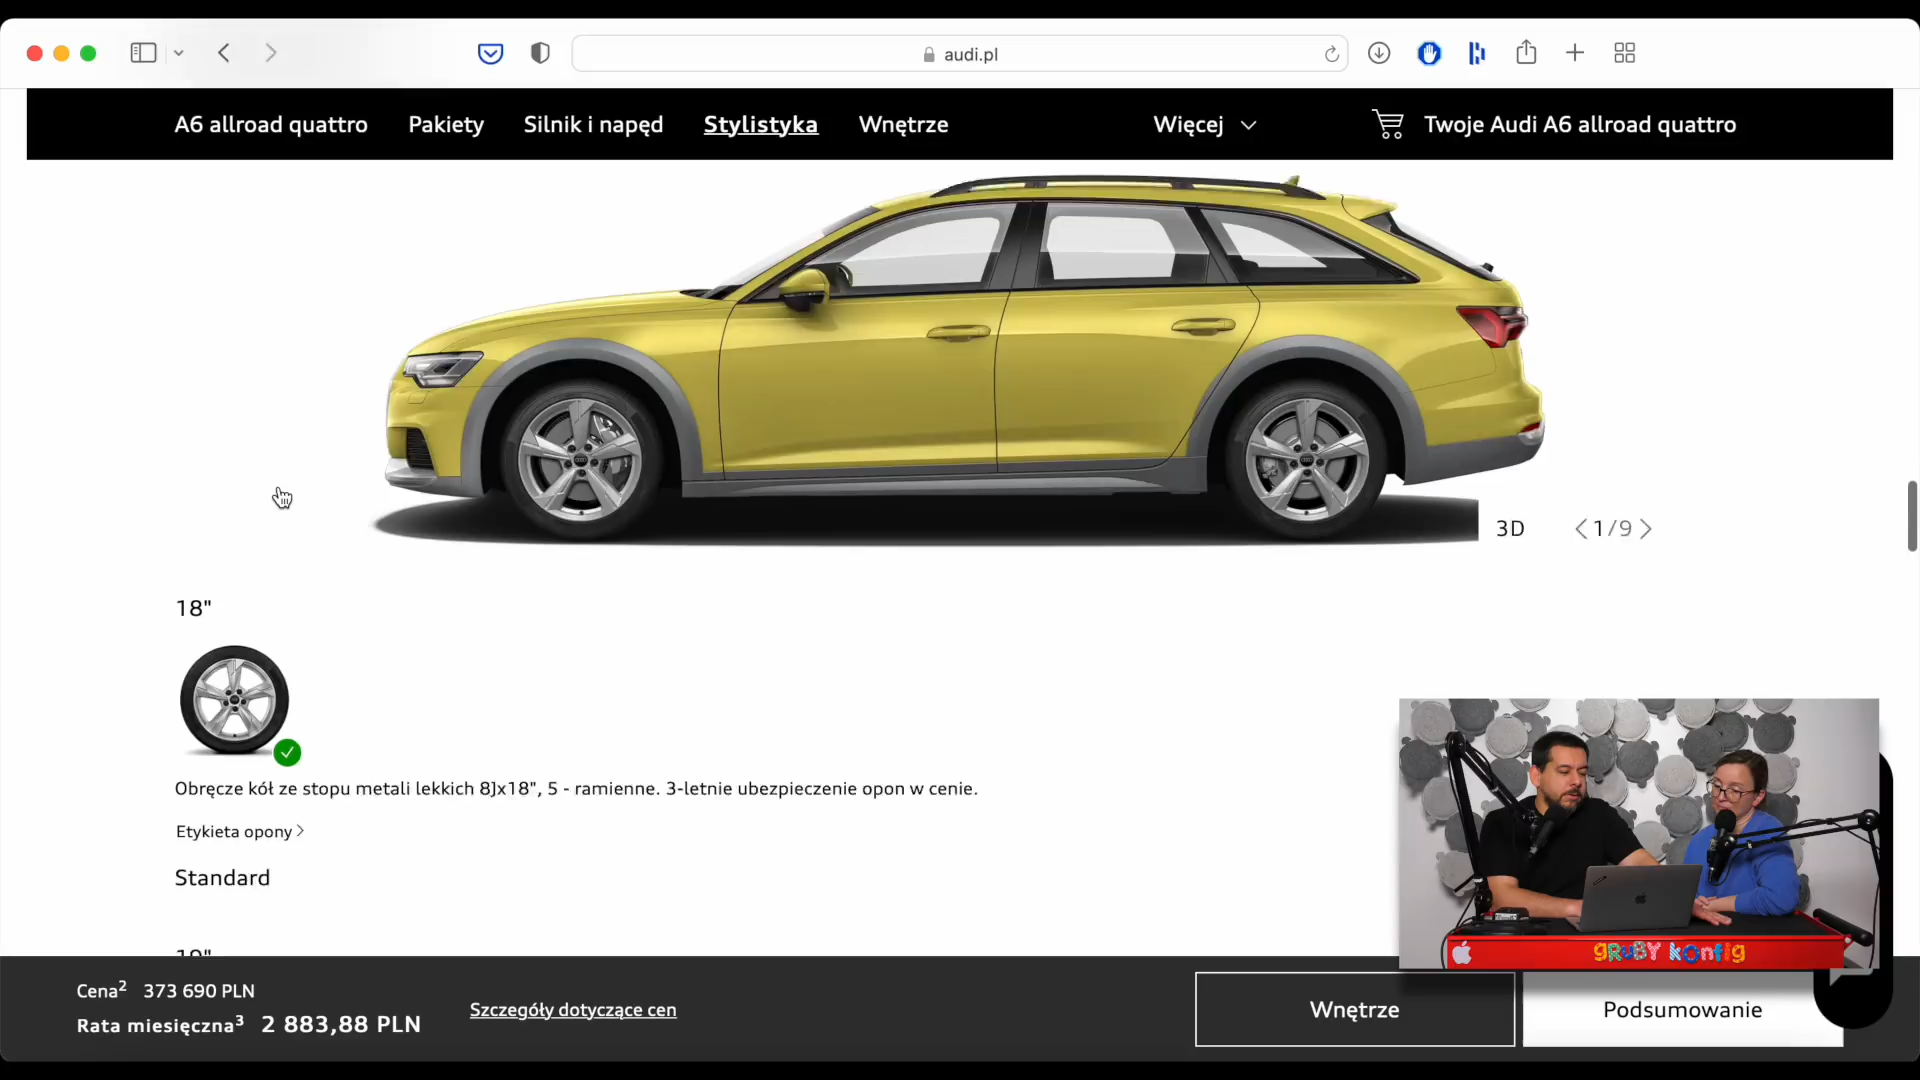 audi.pl
A6 allroad quattro Pakiety Silnik i napęd Stylistyka Wnętrze Więcej Twoje Audi A6 allroad quattro
3D 1/9
18"
Obręcze kół ze stopu metali lekkich 8Jx18", 5 - ramienne. 3-letnie ubezpieczenie opon w cenie.
Etykieta opony
Standard
19"
gRuBY konfig
Cena2 373 690 PLN
Rata miesięczna3 2 883,88 PLN
Szczegóły dotyczące cen
Wnętrze
Podsumowanie